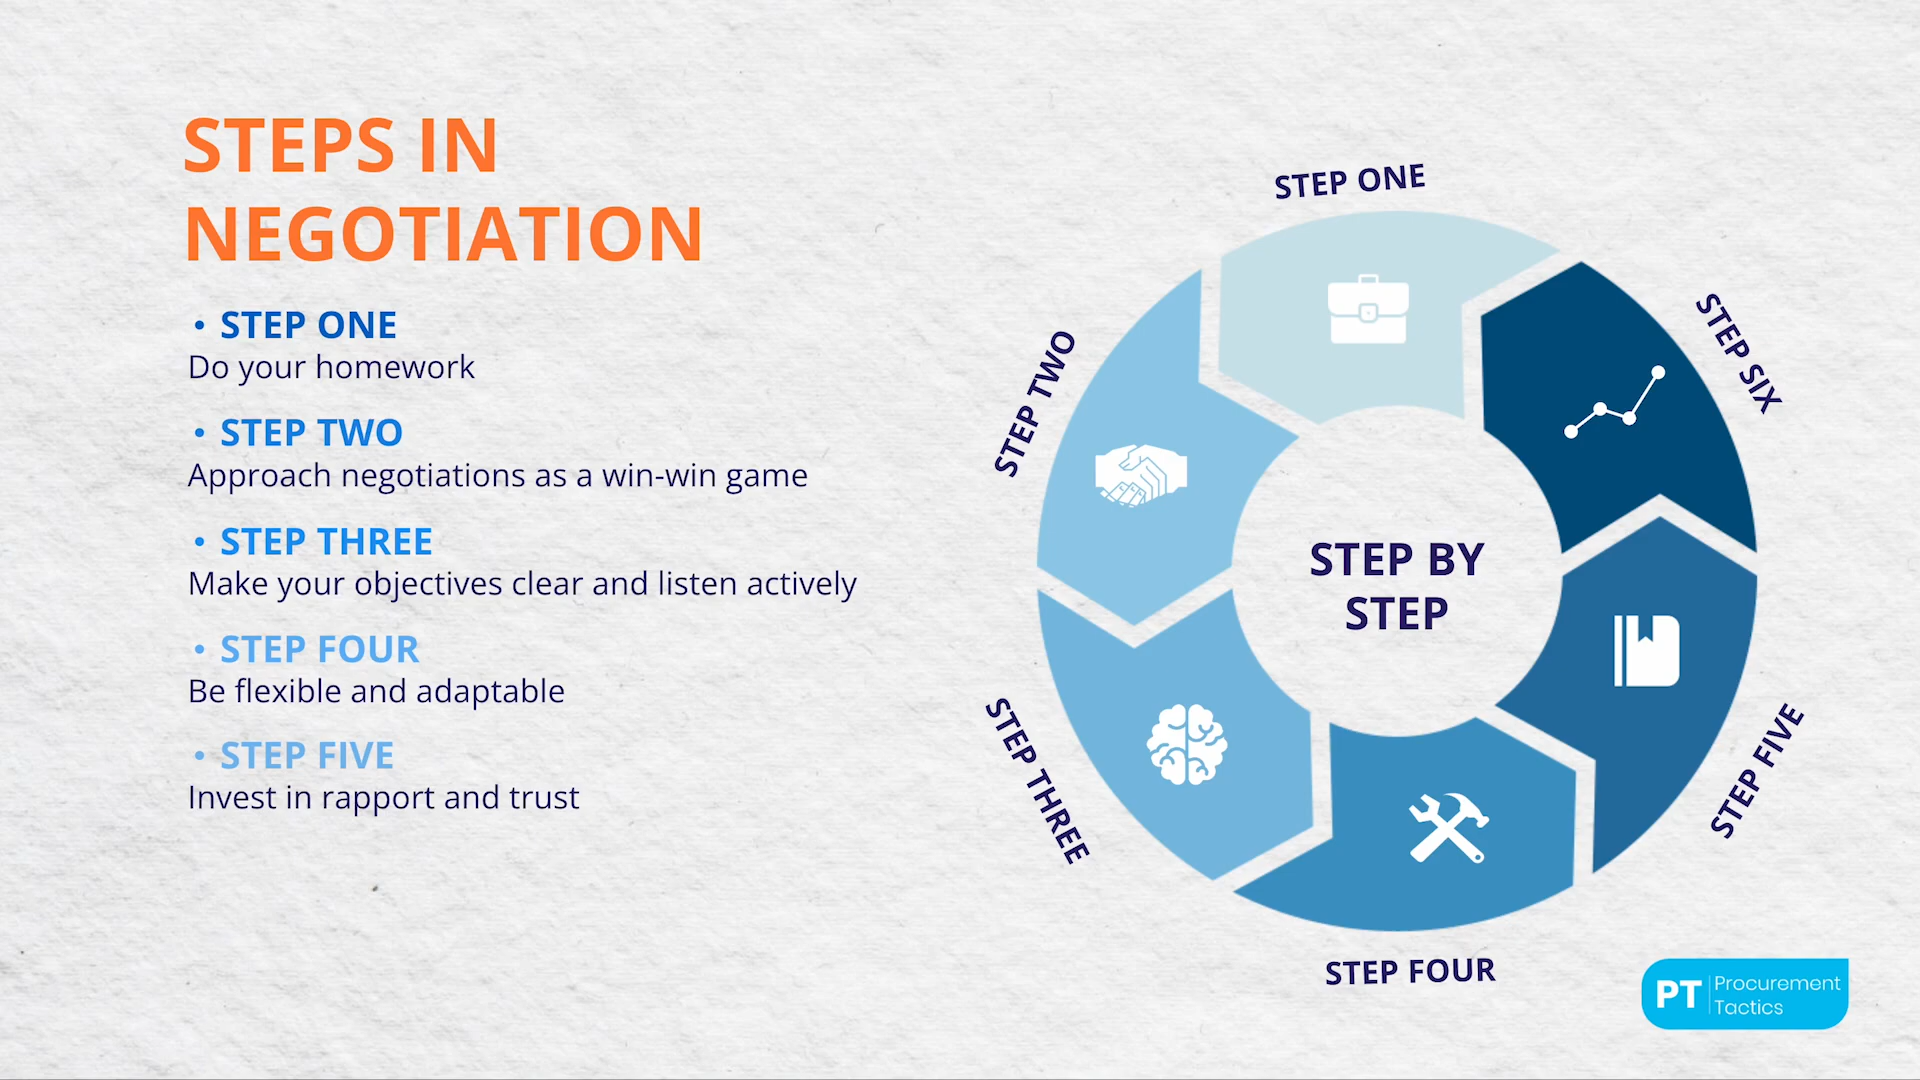 STEPS IN
NEGOTIATION
• STEP ONE
Do your homework
• STEP TWO
Approach negotiations as a win-win game
• STEP THREE
Make your objectives clear and listen actively
• STEP FOUR
Be flexible and adaptable
• STEP FIVE
Invest in rapport and trust
STEP ONE
STEP TWO
STEP THREE
STEP FOUR
STEP FIVE
STEP SIX
STEP BY
STEP
PT Procurement
Tactics